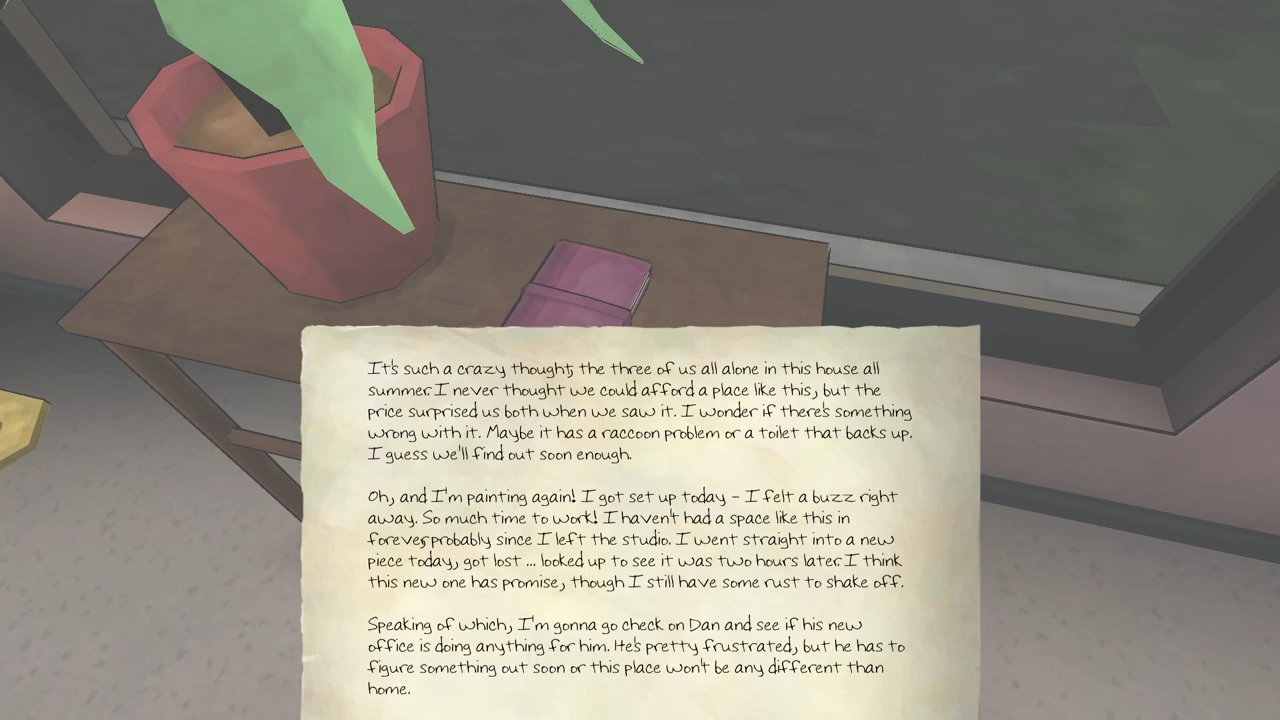 It's such a crazy thought, the three of us all alone in this house all
summer. I never thought we could afford a place like this, but the
price surprised us both when we saw it. I wonder if there's something
wrong with it. Maybe it has a raccoon problem or a toilet that backs up.
I guess we'll find out soon enough.
Oh, and I'm painting again! I got set up today - I felt a buzz right
away. So much time to work! I haven't had a space like this in
forever, probably since I left the studio. I went straight into a new
piece today, got lost ... looked up to see it was two hours later. I think
this new one has promise, though I still have some rust to shake off.
Speaking of which, I'm gonna go check on Dan and see if his new
office is doing anything for him. He's pretty frustrated, but he has to
figure something out soon or this place won't be any different than
home.